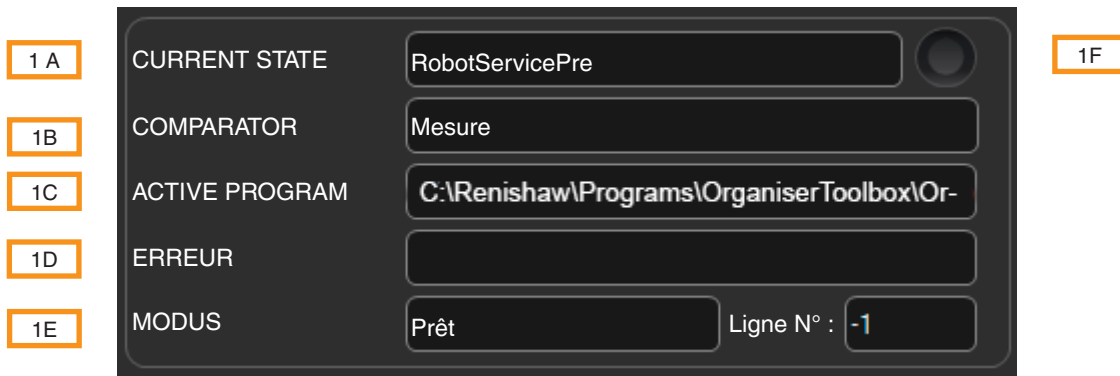 1 A CURRENT STATE RobotServicePre 1F
1B COMPARATOR Mesure
1C ACTIVE PROGRAM C:\Renishaw\Programs\OrganiserToolbox\Or-
1D ERREUR
1E MODUS Prêt Ligne N° : -1